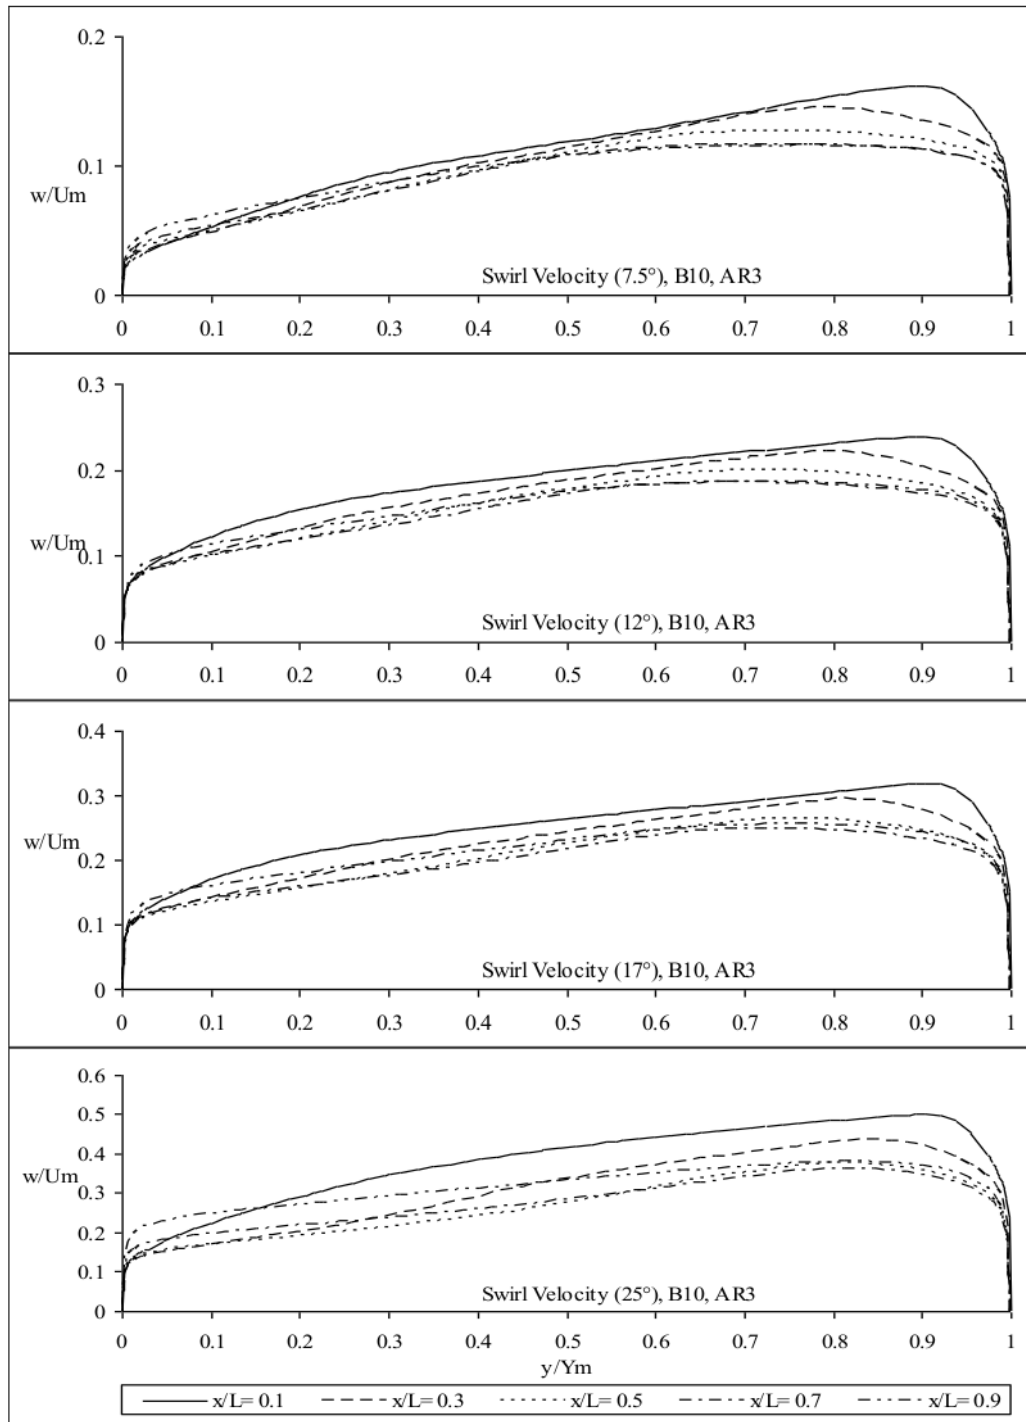 0.2
0.1
w/Um
0
Swirl Velocity (7.5°), B10, AR3
0 0.1 0.2 0.3 0.4 0.5 0.6 0.7 0.8 0.9 1
0.3
0.2
w/Um
0.1
Swirl Velocity (12°), B10, AR3
0
0 0.1 0.2 0.3 0.4 0.5 0.6 0.7 0.8 0.9 1
0.4
0.3
w/Um
0.2
0.1
Swirl Velocity (17°), B10, AR3
0
0 0.1 0.2 0.3 0.4 0.5 0.6 0.7 0.8 0.9 1
0.6
0.5
0.4
w/Um
0.3
0.2
0.1
Swirl Velocity (25°), B10, AR3
0
0 0.1 0.2 0.3 0.4 0.5 0.6 0.7 0.8 0.9 1
y/Ym
x/L= 0.1 x/L= 0.3 x/L= 0.5 x/L= 0.7 x/L= 0.9